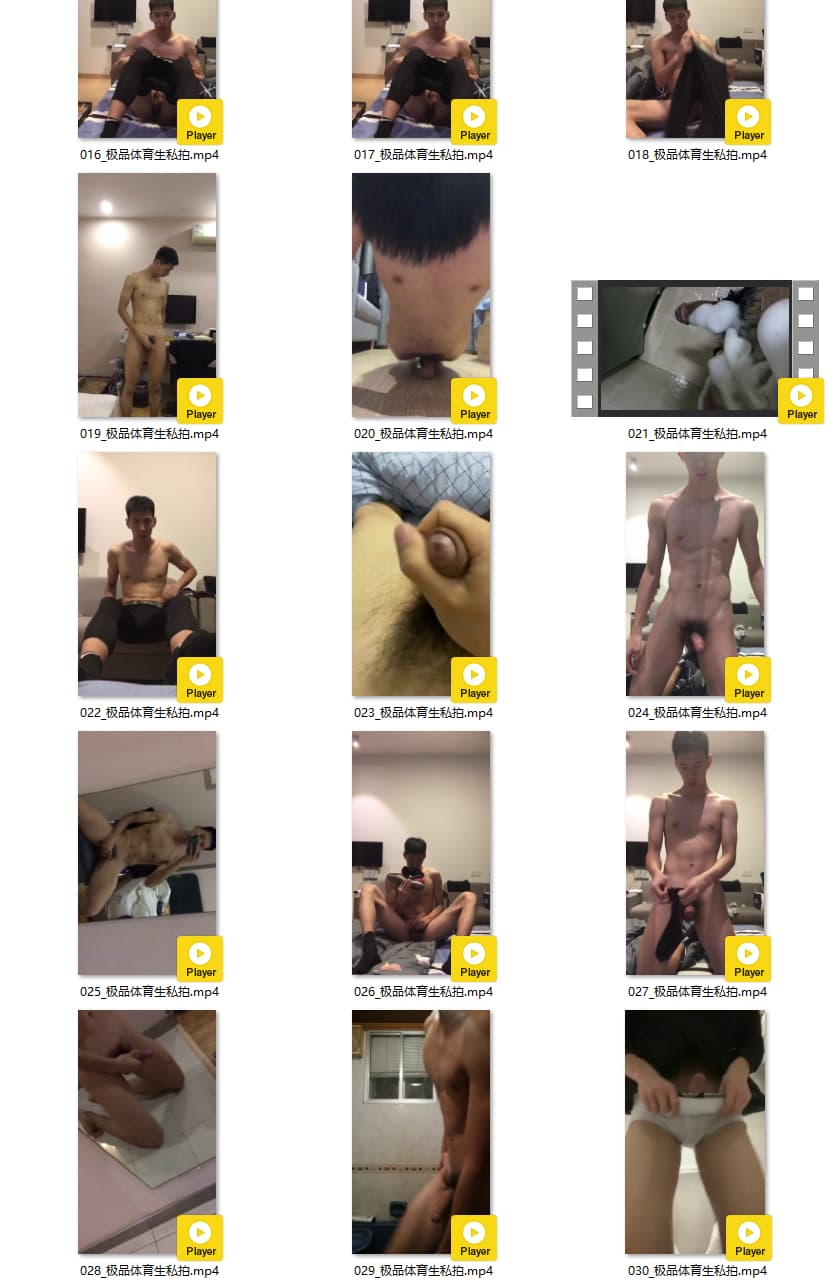 Player
Player
Player
016_极品体育生私拍.mp4
017_极品体育生私拍.mp4
018_极品体育生私拍.mp4
Player
Player
Player
019_极品体育生私拍.mp4
020_极品体育生私拍.mp4
021_极品体育生私拍.mp4
Player
Player
Player
022_极品体育生私拍.mp4
023_极品体育生私拍.mp4
024_极品体育生私拍.mp4
Player
Player
Player
025_极品体育生私拍.mp4
026_极品体育生私拍.mp4
027_极品体育生私拍.mp4
Player
Player
Player
028_极品体育生私拍.mp4
029_极品体育生私拍.mp4
030_极品体育生私拍.mp4